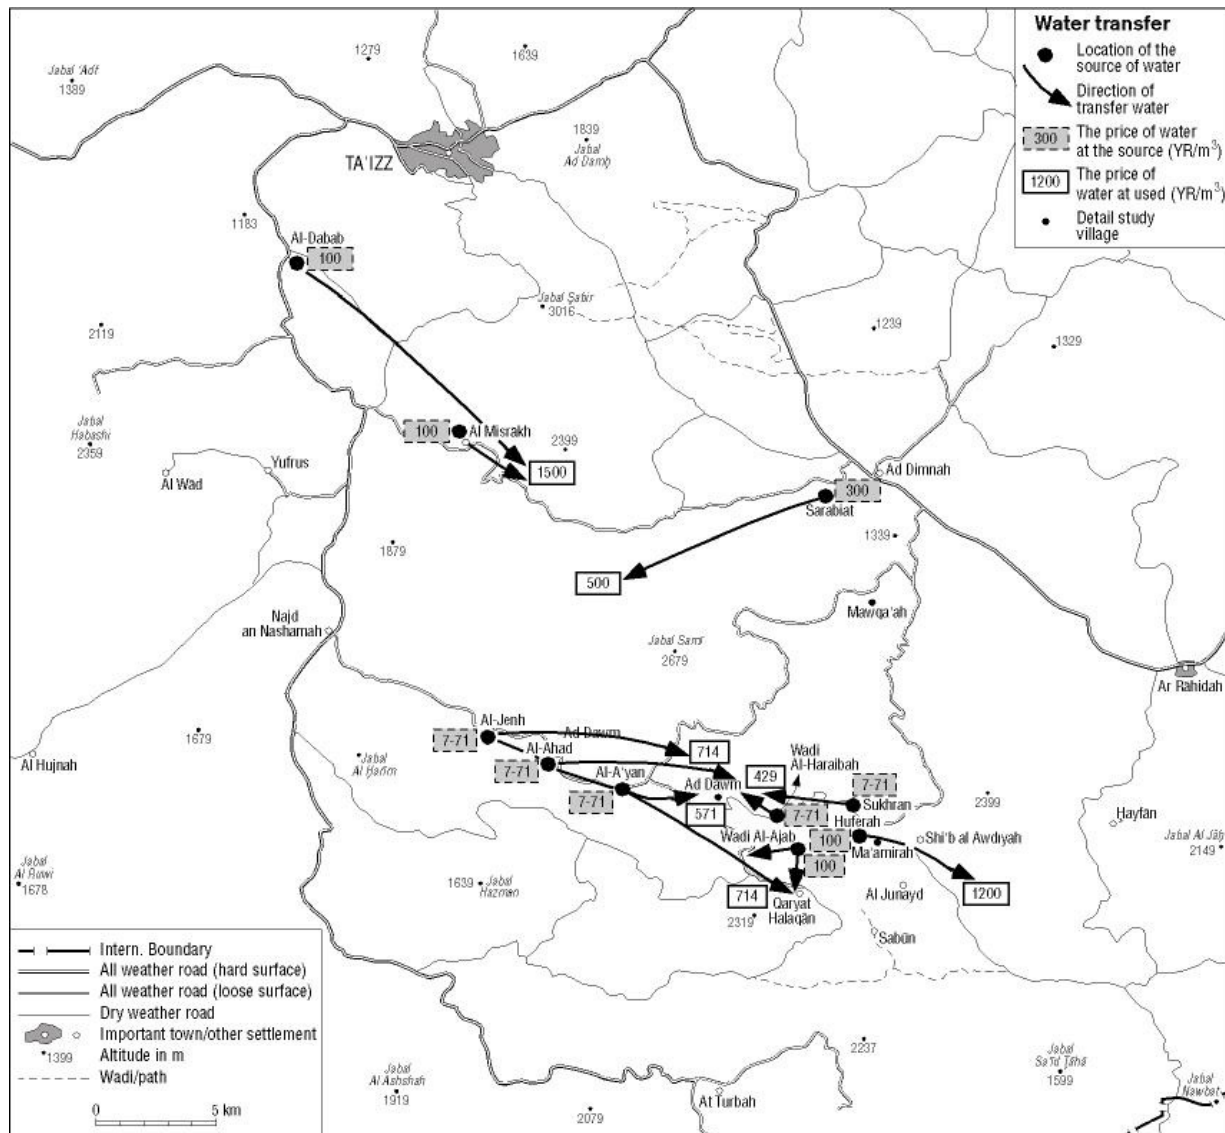 Water transfer
Location of the
source of water
Direction of
transfer water
300
The price of water
at the source (YR/m³)
1200
The price of
water at used (YR/m³)
Detail study
village
Jabal 'Adf
1389
1279
1639
TA'IZZ
1839
Jabal
Ad Damḥ
1183
Al-Dabab
100
Jabal Ṣabir
3016
2119
1239
1329
Jabal
Habashi
2359
100
Al Misrakh
2399
1500
Al Wad
Yufrus
Ad Dimnah
300
Sarabiat
1339
1879
500
Mawqa'ah
Najd
an Nashamah
Jabal Sami'
2679
Ar Rahidah
1679
Al Hujnah
Jabal
Al Harim
Al-Jenh
7-71
Ad Dawm
714
Al-Ahad
7-71
Al-A'yan
7-71
Wadi
Al-Haraibah
429
Ad Dawm
571
7-71
Sukhran
7-71
Huferah
2399
Hayfān
Wadi Al-Ajab
100
100
Ma'amirah
Shi'b al Awdiyah
Jabal Al Jāh
2149
Jabal
Al Ruwi
1678
1639
Jabal
Hazman
714
2319
Qaryat
Halaqān
Al Junayd
1200
Sabūn
Intern. Boundary
All weather road (hard surface)
All weather road (loose surface)
Dry weather road
Important town/other settlement
1399
Altitude in m
Wadi/path
0 5 km
Jabal
Al Ashshah
1919
2079
At Turbah
2237
Jabal
Sa'id Ṭāhā
1599
Jabal
Nawbat